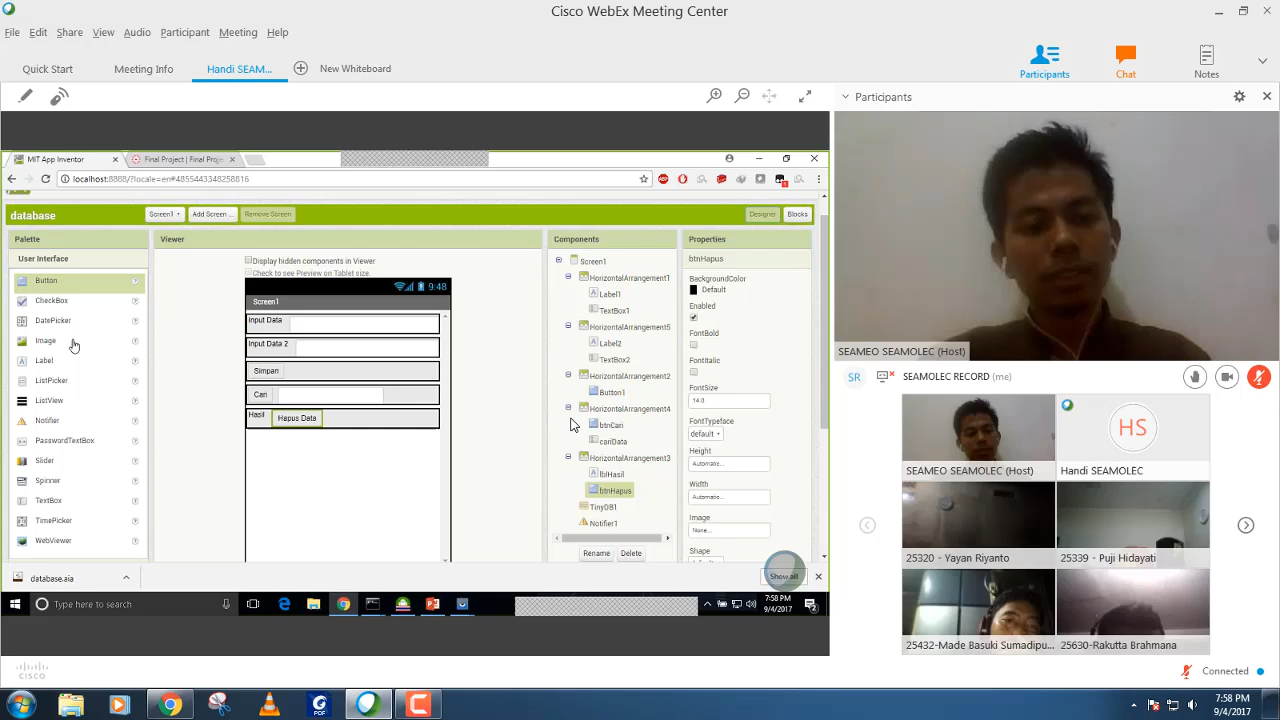 Cisco WebEx Meeting Center
File Edit Share View Audio Participant Meeting Help
Quick Start Meeting Info Handi SEAM... New Whiteboard
Participants Chat Notes
Participants
MIT App Inventor Final Project | Final Proje
localhost:8888/?locale=en#4855443348258816
database Screen1 Add Screen ... Remove Screen Designer Blocks
Palette Viewer Components Properties
User Interface
Button
CheckBox
DatePicker
Image
Label
ListPicker
ListView
Notifier
PasswordTextBox
Slider
Spinner
TextBox
TimePicker
WebViewer
Display hidden components in Viewer
Check to see Preview on Tablet size.
9:48
Screen1
Input Data
Input Data 2
Simpan
Cari
Hasil Hapus Data
Screen1
HorizontalArrangement1
Label1
TextBox1
HorizontalArrangement5
Label2
TextBox2
HorizontalArrangement2
Button1
HorizontalArrangement4
btnCari
cariData
HorizontalArrangement3
lblHasil
btnHapus
TinyDB1
Notifier1
Rename Delete
btnHapus
BackgroundColor
Default
Enabled
FontBold
FontItalic
FontSize
14.0
FontTypeface
default
Height
Automatic...
Width
Automatic...
Image
None...
Shape
database.aia
Show all
Type here to search
7:58 PM
9/4/2017
2
SEAMEO SEAMOLEC (Host)
SR SEAMOLEC RECORD (me)
SEAMEO SEAMOLEC (Host)
HS
Handi SEAMOLEC
25320 - Yayan Riyanto
25339 - Puji Hidayati
25432-Made Basuki Sumadipu...
25630-Rakutta Brahmana
cisco
Connected
PDF
7:58 PM
9/4/2017